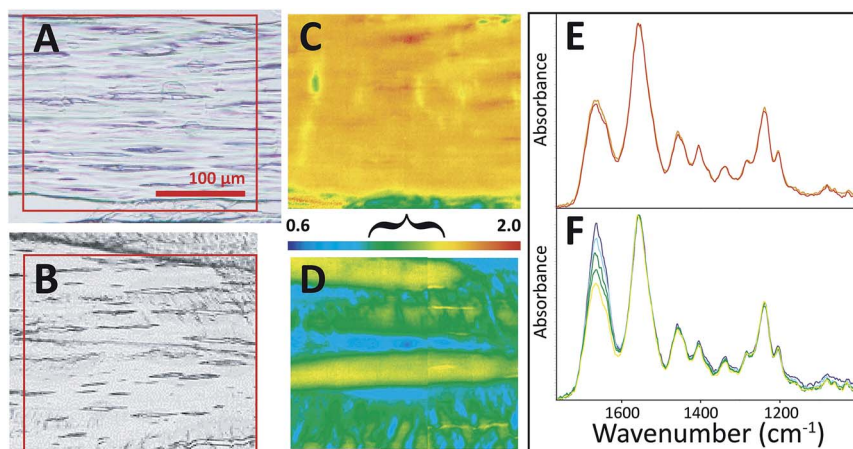 A
100 µm
B
C
0.6
2.0
D
E
Absorbance
F
Absorbance
1600
1400
1200
Wavenumber (cm⁻¹)